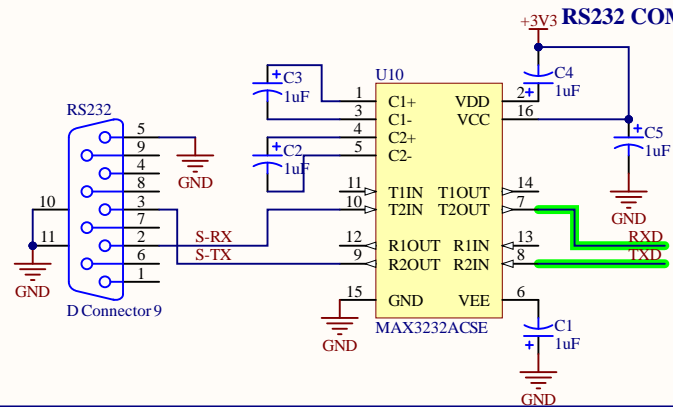 +3V3 RS232 COM
U10
C3
1uF
C4
1uF
1 C1+ VDD 2
3 C1- VCC 16
4 C2+
5 C2-
C2
1uF
C5
1uF
RS232
5
9
4
8
3
7
2
6
1
10
11
GND
GND
GND
11 T1IN T1OUT 14
10 T2IN T2OUT 7
12 R1OUT R1IN 13
9 R2OUT R2IN 8
15 GND VEE 6
S-RX
S-TX
RXD
TXD
D Connector 9
MAX3232ACSE
GND
C1
1uF
GND